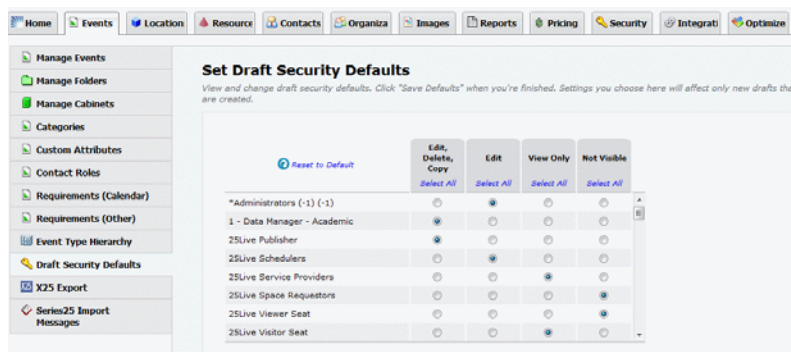 Home
Events
Location
Resource
Contacts
Organiza
Images
Reports
Pricing
Security
Integrati
Optimize
Manage Events
Manage Folders
Manage Cabinets
Categories
Custom Attributes
Contact Roles
Requirements (Calendar)
Requirements (Other)
Event Type Hierarchy
Draft Security Defaults
X25 Export
Series25 Import
Messages
Set Draft Security Defaults
View and change draft security defaults. Click "Save Defaults" when you're finished. Settings you choose here will affect only new drafts tha
are created.
Reset to Default
Edit,
Delete,
Copy
Select All
Edit
Select All
View Only
Select All
Not Visible
Select All
*Administrators (-1) (-1)
1 - Data Manager - Academic
25Live Publisher
25Live Schedulers
25Live Service Providers
25Live Space Requestors
25Live Viewer Seat
25Live Visitor Seat